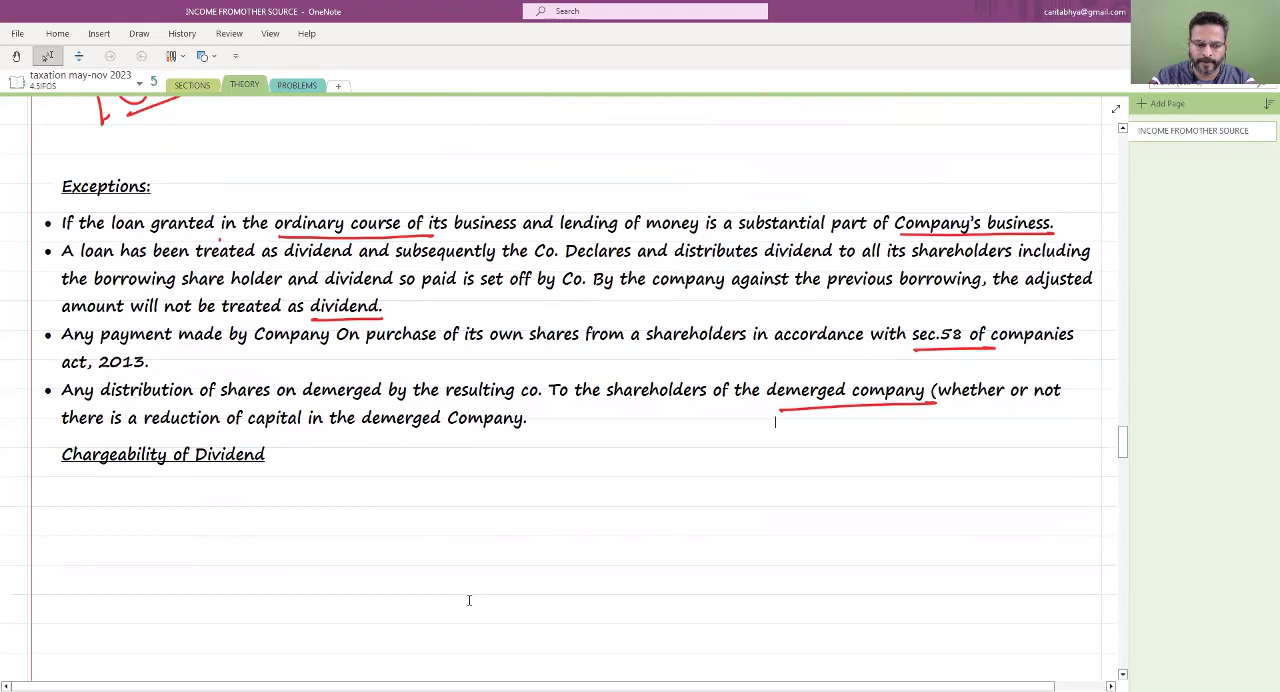 INCOME FROMOTHER SOURCE - OneNote
Search
cantabhya@gmail.com
File Home Insert Draw History Review View Help
taxation may-nov 2023
4.5IFOS
SECTIONS THEORY PROBLEMS
Add Page
INCOME FROMOTHER SOURCE
Exceptions:
• If the loan granted in the ordinary course of its business and lending of money is a substantial part of Company's business.
• A loan has been treated as dividend and subsequently the Co. Declares and distributes dividend to all its shareholders including
the borrowing share holder and dividend so paid is set off by Co. By the company against the previous borrowing, the adjusted
amount will not be treated as dividend.
• Any payment made by Company On purchase of its own shares from a shareholders in accordance with sec.58 of companies
act, 2013.
• Any distribution of shares on demerged by the resulting co. To the shareholders of the demerged company (whether or not
there is a reduction of capital in the demerged Company.
Chargeability of Dividend